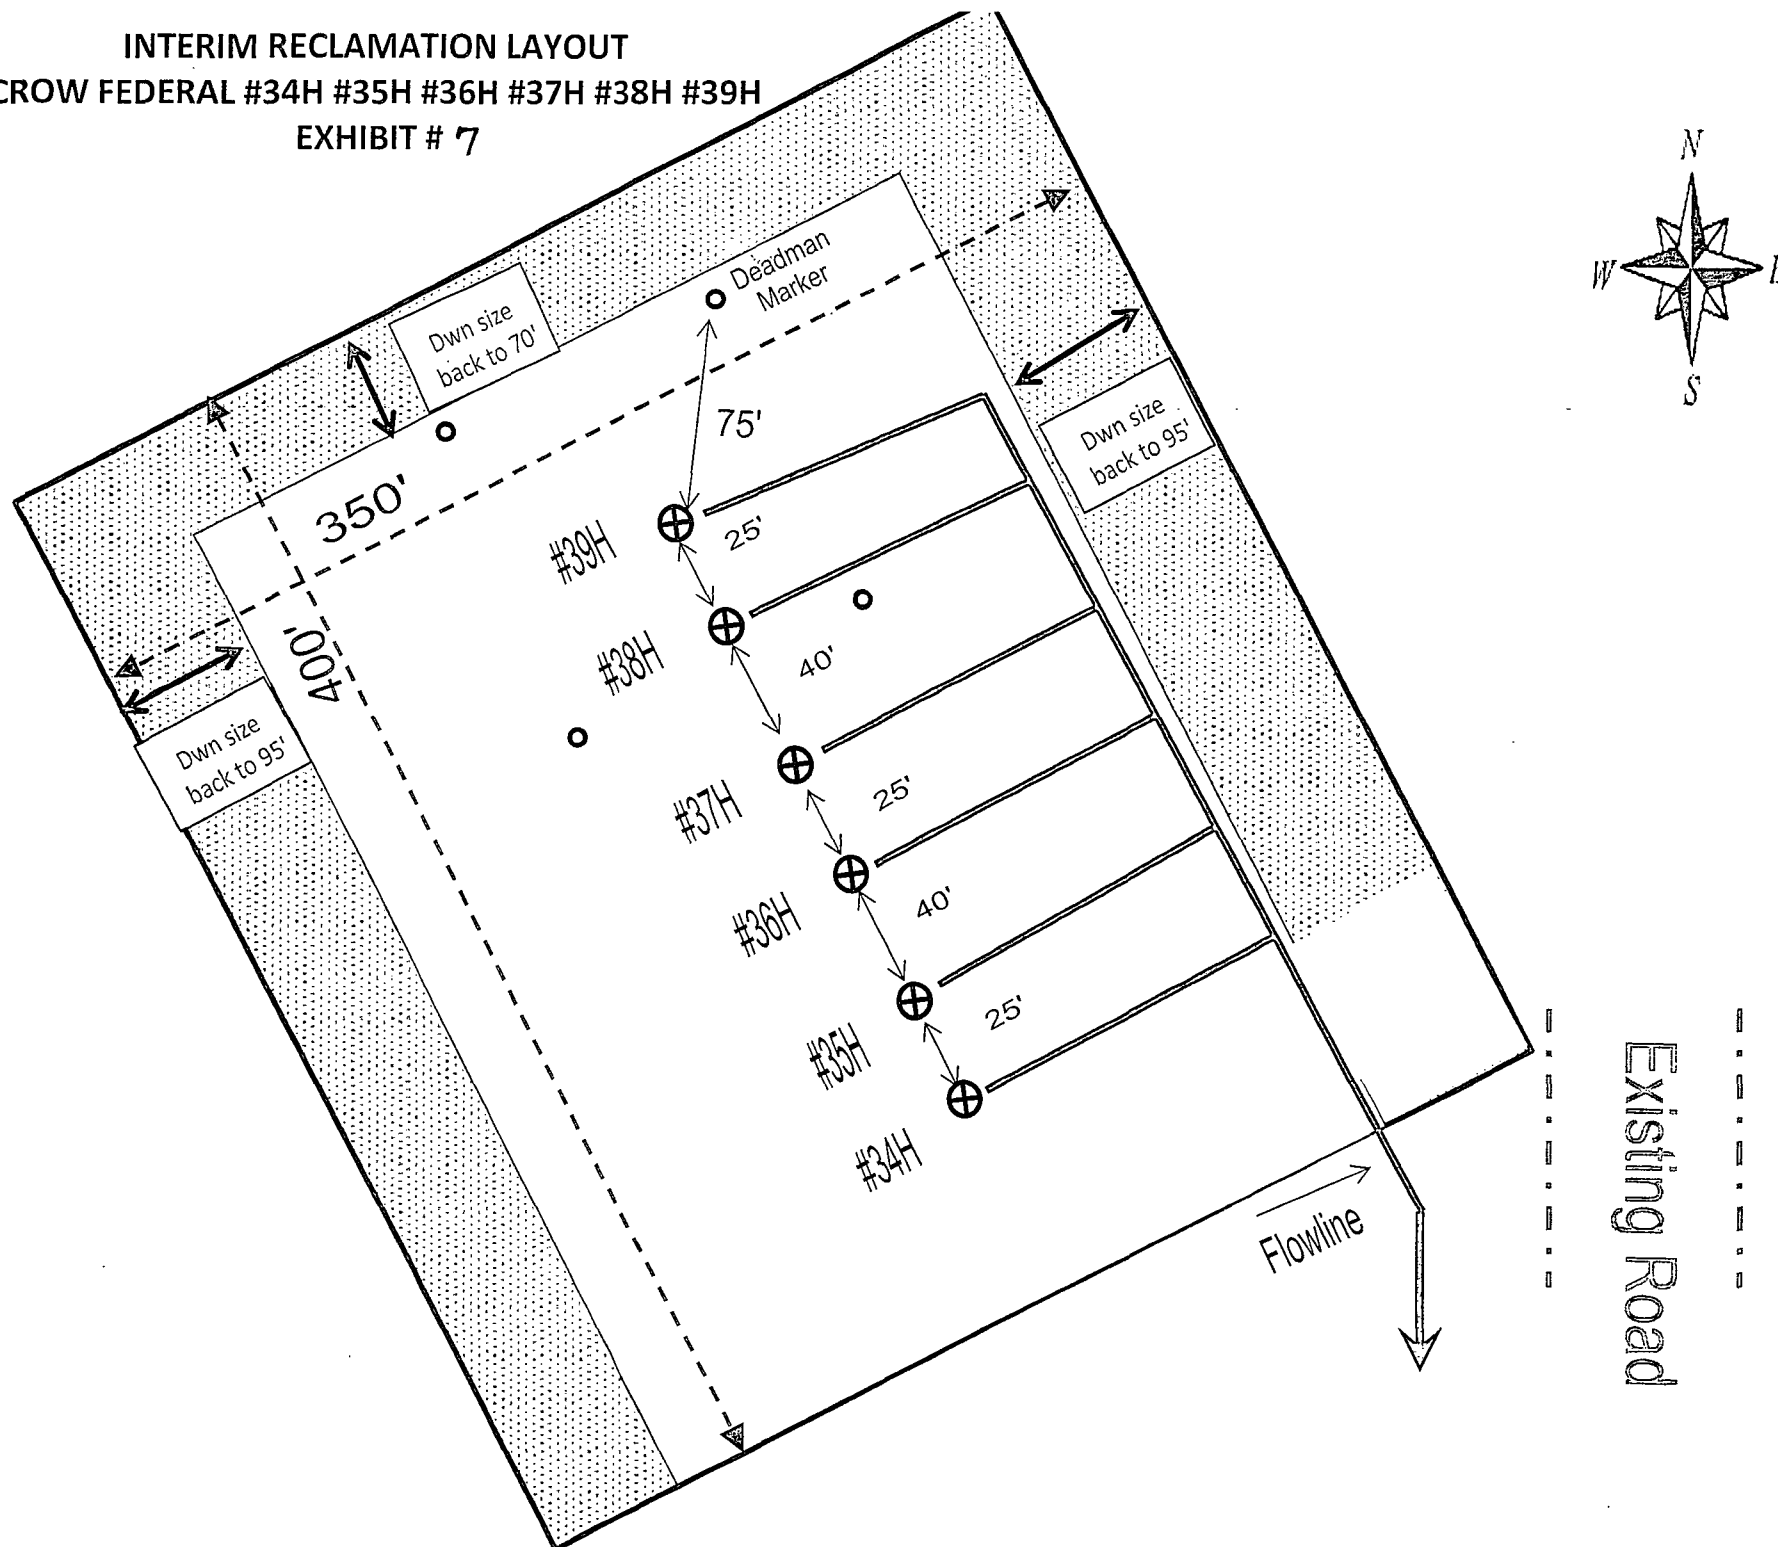 INTERIM RECLAMATION LAYOUT
CROW FEDERAL #34H #35H #36H #37H #38H #39H
EXHIBIT # 7
N
W
S
Deadman
Marker
Dwn size
back to 70'
75'
Dwn size
back to 95'
350'
#39H
25'
400'
#38H
40'
Dwn size
back to 95'
#37H
25'
#36H
40'
#35H
25'
#34H
Flowline
Existing Road